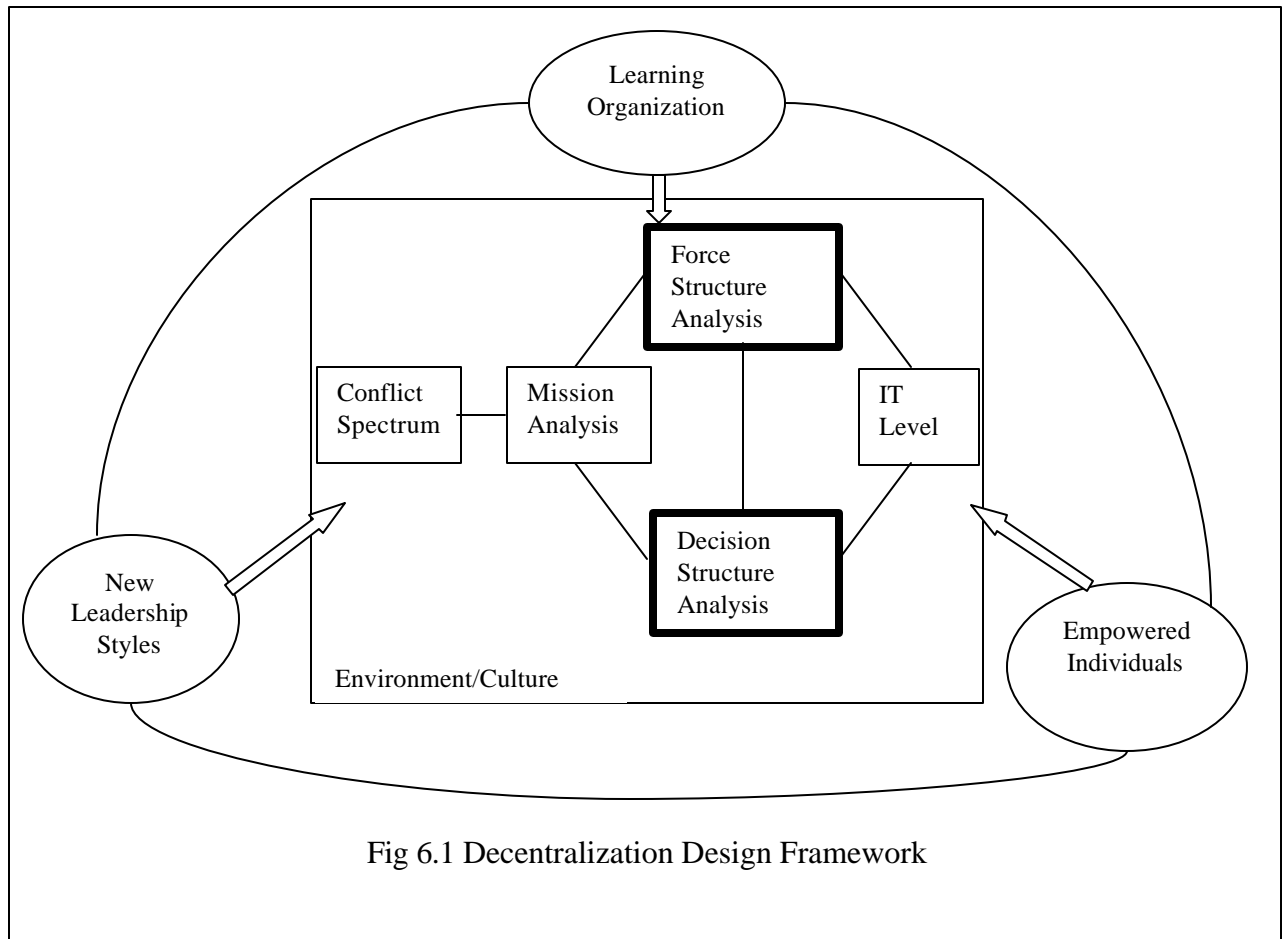 Learning
Organization
Force
Structure
Analysis
Conflict
Spectrum
Mission
Analysis
IT
Level
Decision
Structure
Analysis
New
Leadership
Styles
Empowered
Individuals
Environment/Culture
Fig 6.1 Decentralization Design Framework